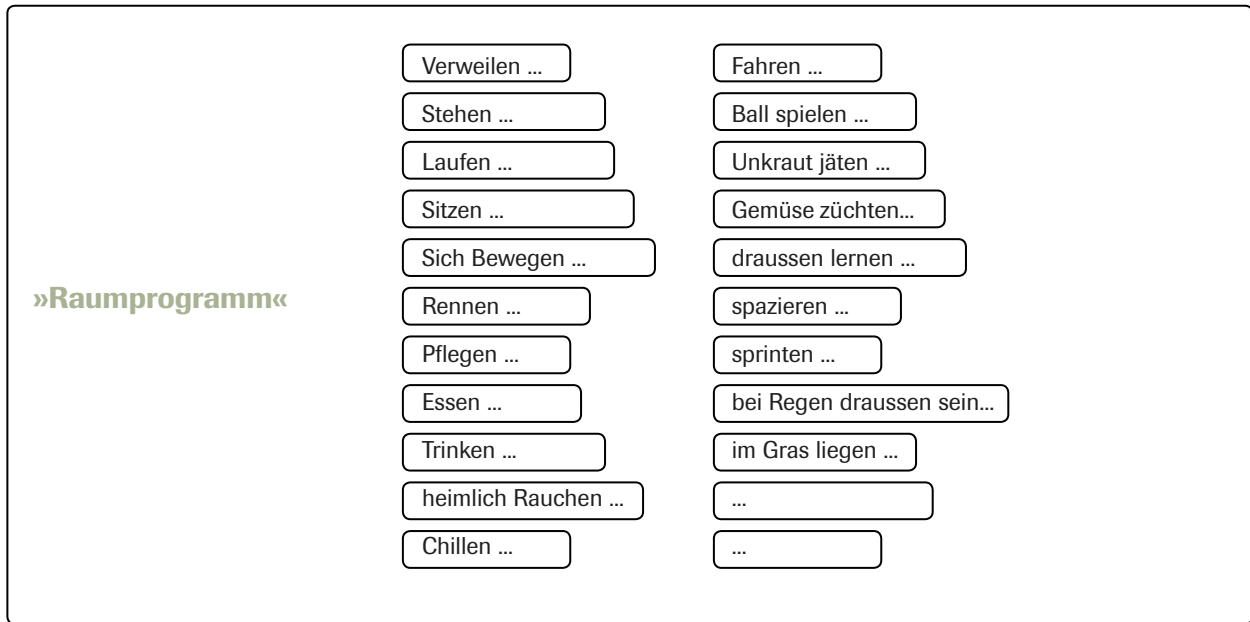 »Raumprogramm«
Verweilen ...
Stehen ...
Laufen ...
Sitzen ...
Sich Bewegen ...
Rennen ...
Pflegen ...
Essen ...
Trinken ...
heimlich Rauchen ...
Chillen ...
Fahren ...
Ball spielen ...
Unkraut jäten ...
Gemüse züchten...
draussen lernen ...
spazieren ...
sprinten ...
bei Regen draussen sein...
im Gras liegen ...
...
...